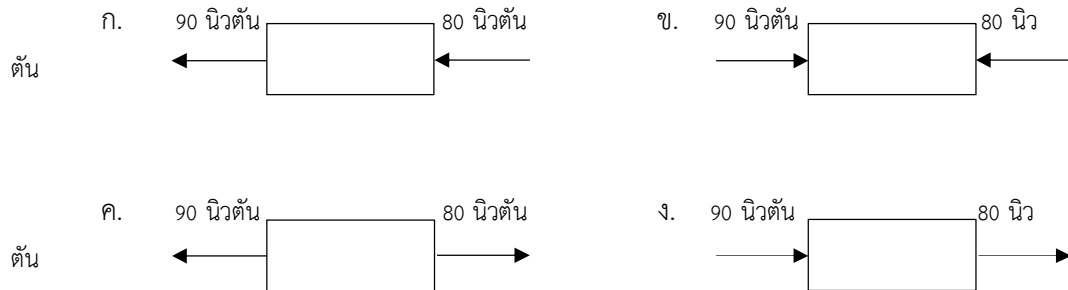 ก. 90 นิวตัน 80 นิวตัน ข. 90 นิวตัน 80 นิว
ตัน
ค. 90 นิวตัน 80 นิวตัน ง. 90 นิวตัน 80 นิว
ตัน